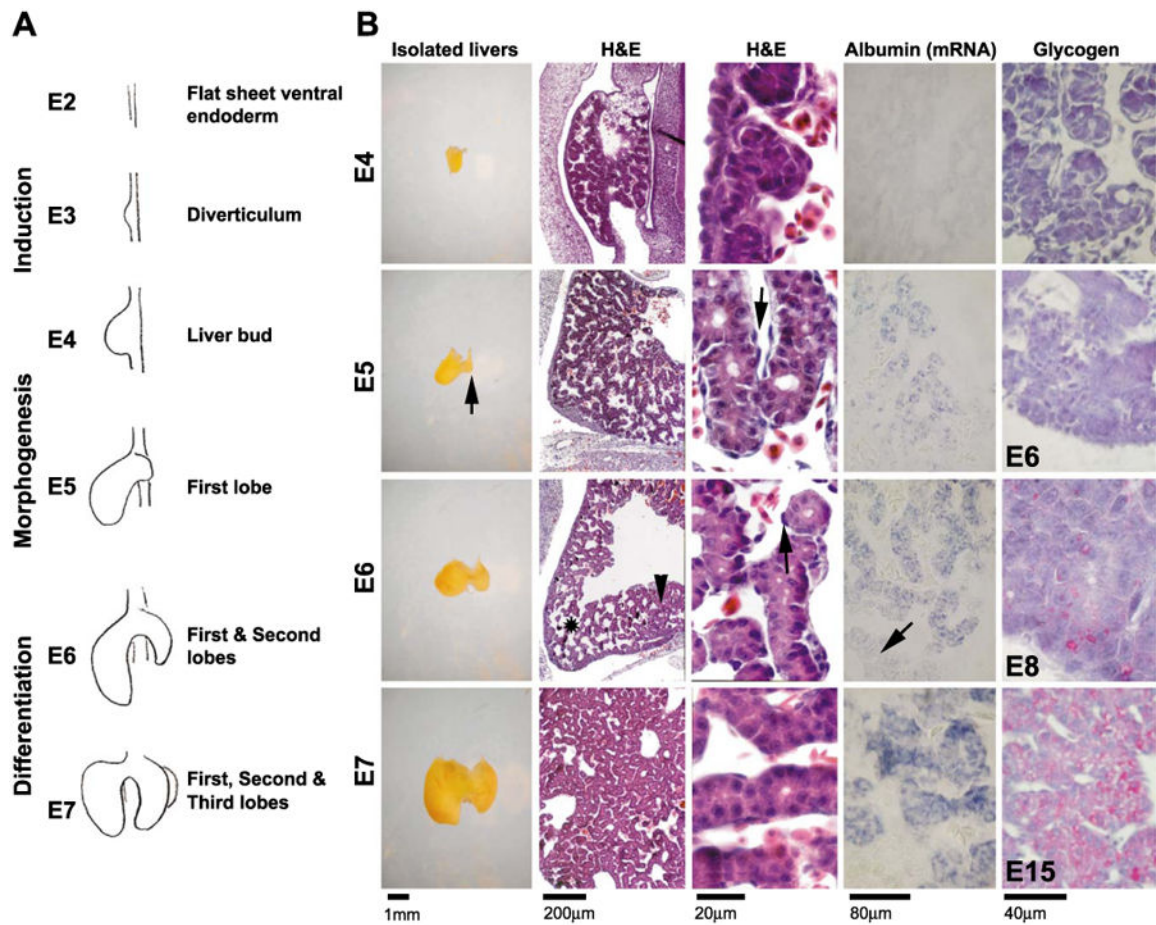 A
E2
Flat sheet ventral
endoderm
Induction
E3
Diverticulum
E4
Liver bud
Morphogenesis
E5
First lobe
Differentiation
E6
First & Second
lobes
E7
First, Second &
Third lobes
B
Isolated livers
H&E
H&E
Albumin (mRNA)
Glycogen
E4
E5
E6
E6
E8
E7
E15
1mm
200μm
20μm
80μm
40μm